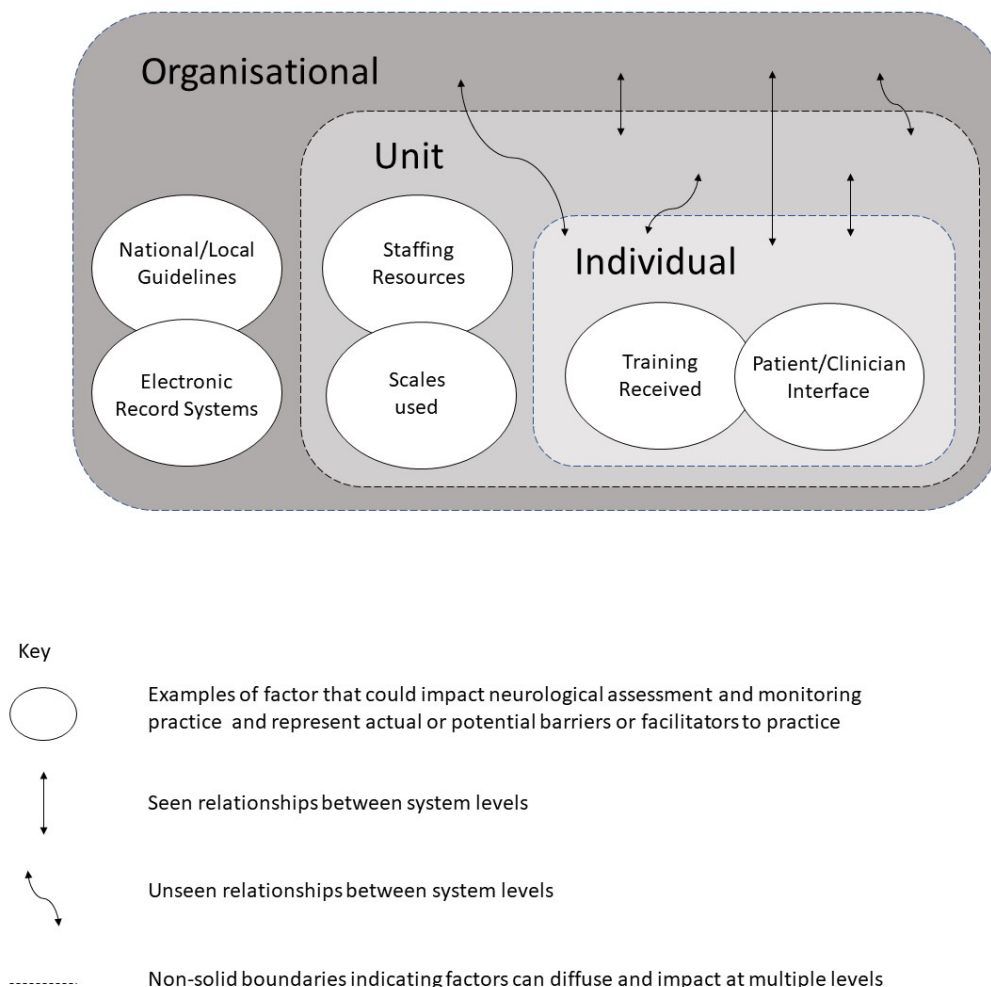 Organisational
Unit
National/Local
Guidelines
Staffing
Resources
Individual
Electronic
Record Systems
Scales
used
Training
Received
Patient/Clinician
Interface
Key
Examples of factor that could impact neurological assessment and monitoring
practice and represent actual or potential barriers or facilitators to practice
Seen relationships between system levels
Unseen relationships between system levels
Non-solid boundaries indicating factors can diffuse and impact at multiple levels